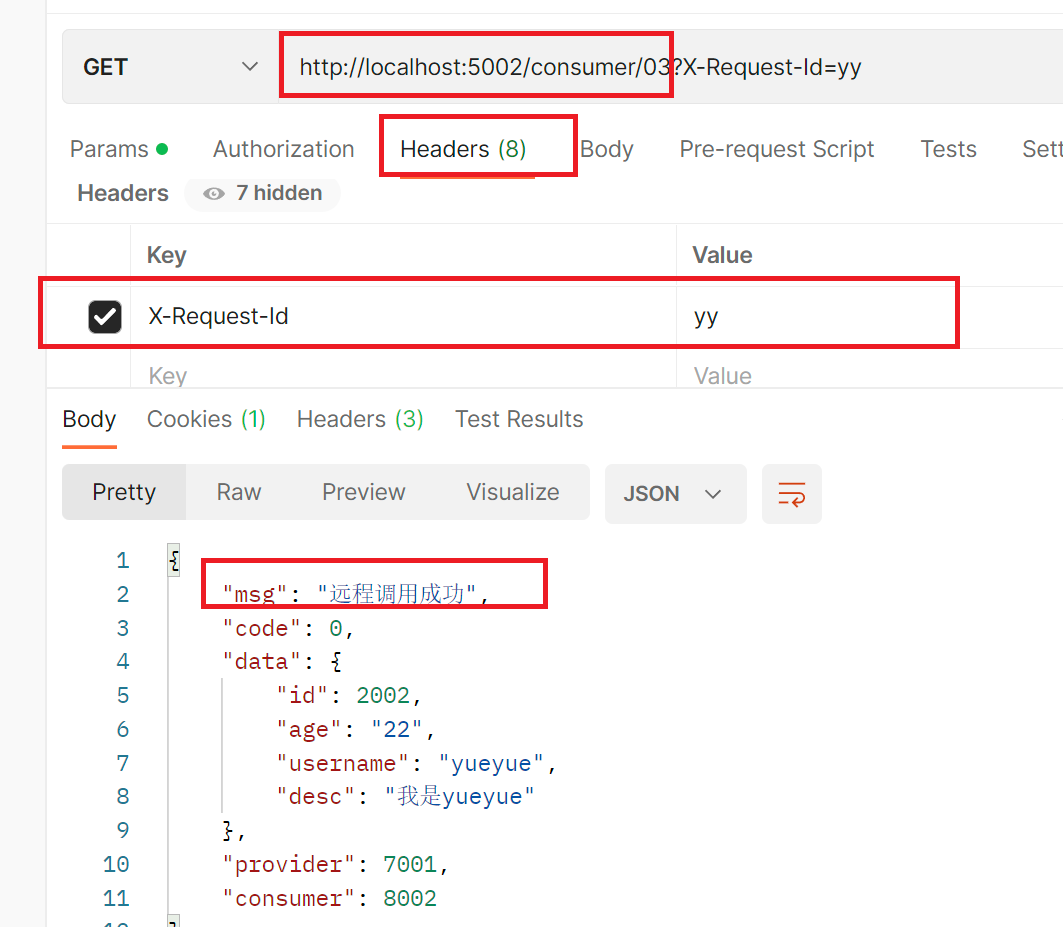 GET http://localhost:5002/consumer/03?X-Request-Id=yy
Params Authorization Headers (8) Body Pre-request Script Tests Sett
Headers 7 hidden
Key Value
X-Request-Id yy
Key Value
Body Cookies (1) Headers (3) Test Results
Pretty Raw Preview Visualize JSON
1 {
2 "msg": "远程调用成功",
3 "code": 0,
4 "data": {
5 "id": 2002,
6 "age": "22",
7 "username": "yueyue",
8 "desc": "我是yueyue"
9 },
10 "provider": 7001,
11 "consumer": 8002
12 }